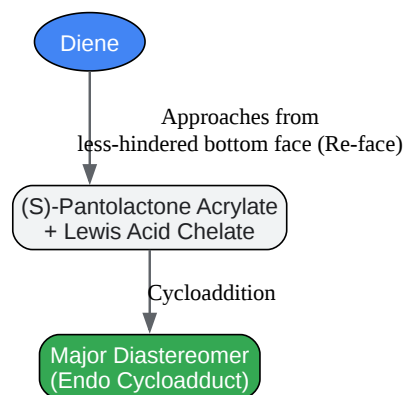 Diene
Approaches from
less-hindered bottom face (Re-face)
(S)-Pantolactone Acrylate
+ Lewis Acid Chelate
Cycloaddition
Major Diastereomer
(Endo Cycloadduct)